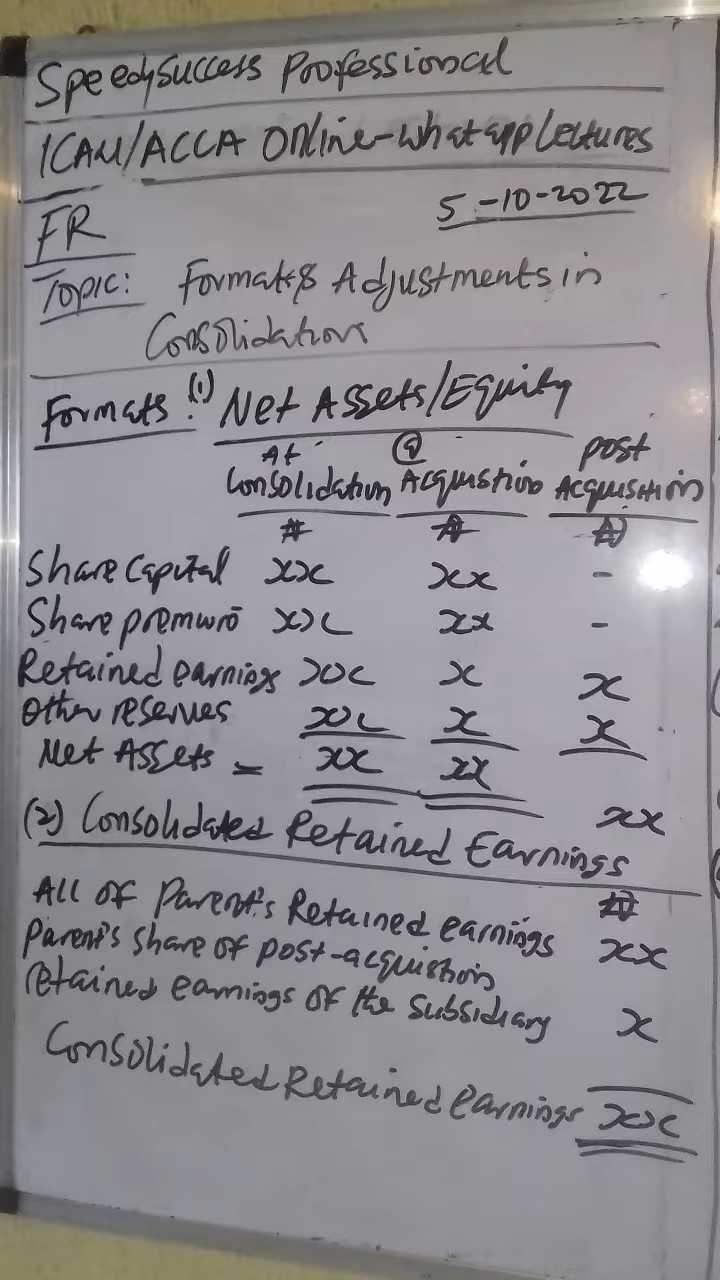 Speedysuccess Professional
ICAN/ACCA Online-whatapp Lectures
5-10-2022
FR
Topic: Formats & Adjustments in
Consolidation
Formats: (1) Net Assets/Equity
At @ post
Consolidation Acquisition Acquisition
₦ ₦ ₦
Share Capital xx xx -
Share premium xx xx -
Retained earnings xx x x
Other reserves xx x x
Net Assets = xx xx
xx
(2) Consolidated Retained Earnings
₦
All of Parent's Retained earnings xx
Parent's share of post-acquisition
retained earnings of the subsidiary x
Consolidated Retained earnings xx